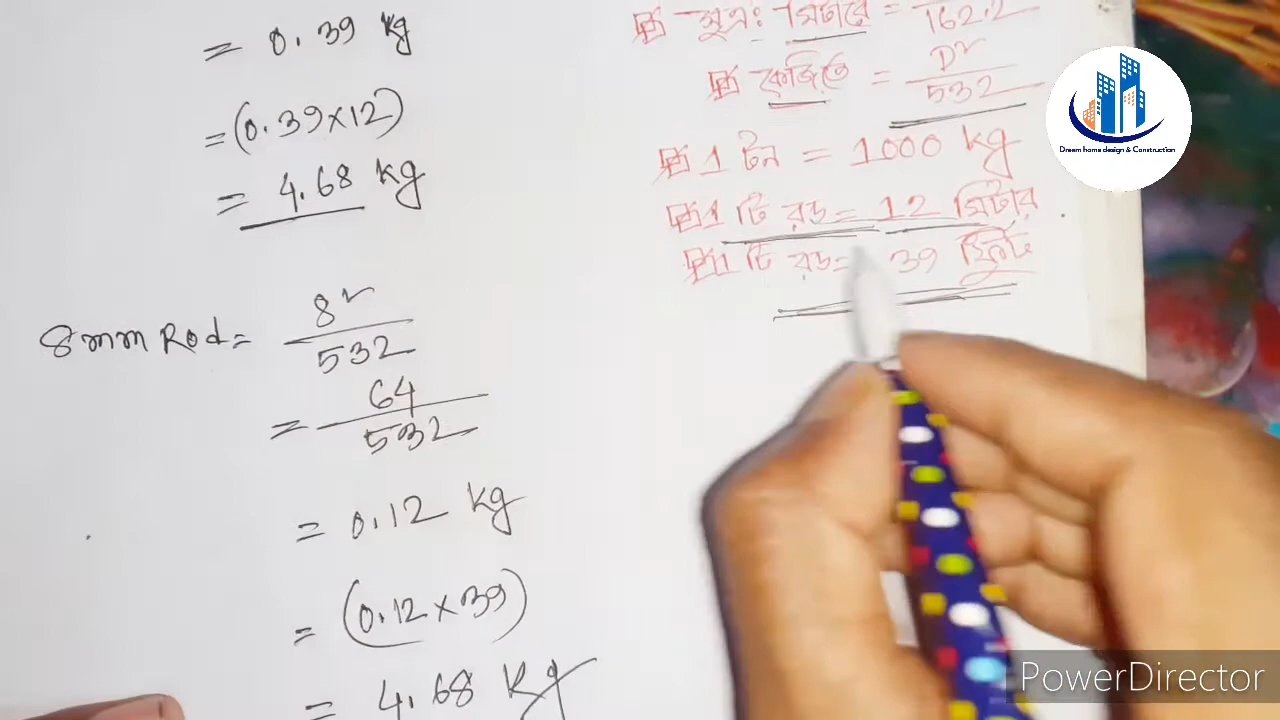 = 0.39 kg
= (0.39×12)
= 4.68 kg
8mm Rod = 8²/532
= 64/532
= 0.12 kg
= (0.12×39)
= 4.68 Kg
সুত্র: মিটারে = 162.2
কেজিতে = D²/532
1 টন = 1000 kg
1 টি রড = 12 মিটার
1 টি রড = 39 ফিট
Dreem home design & Construction
PowerDirector